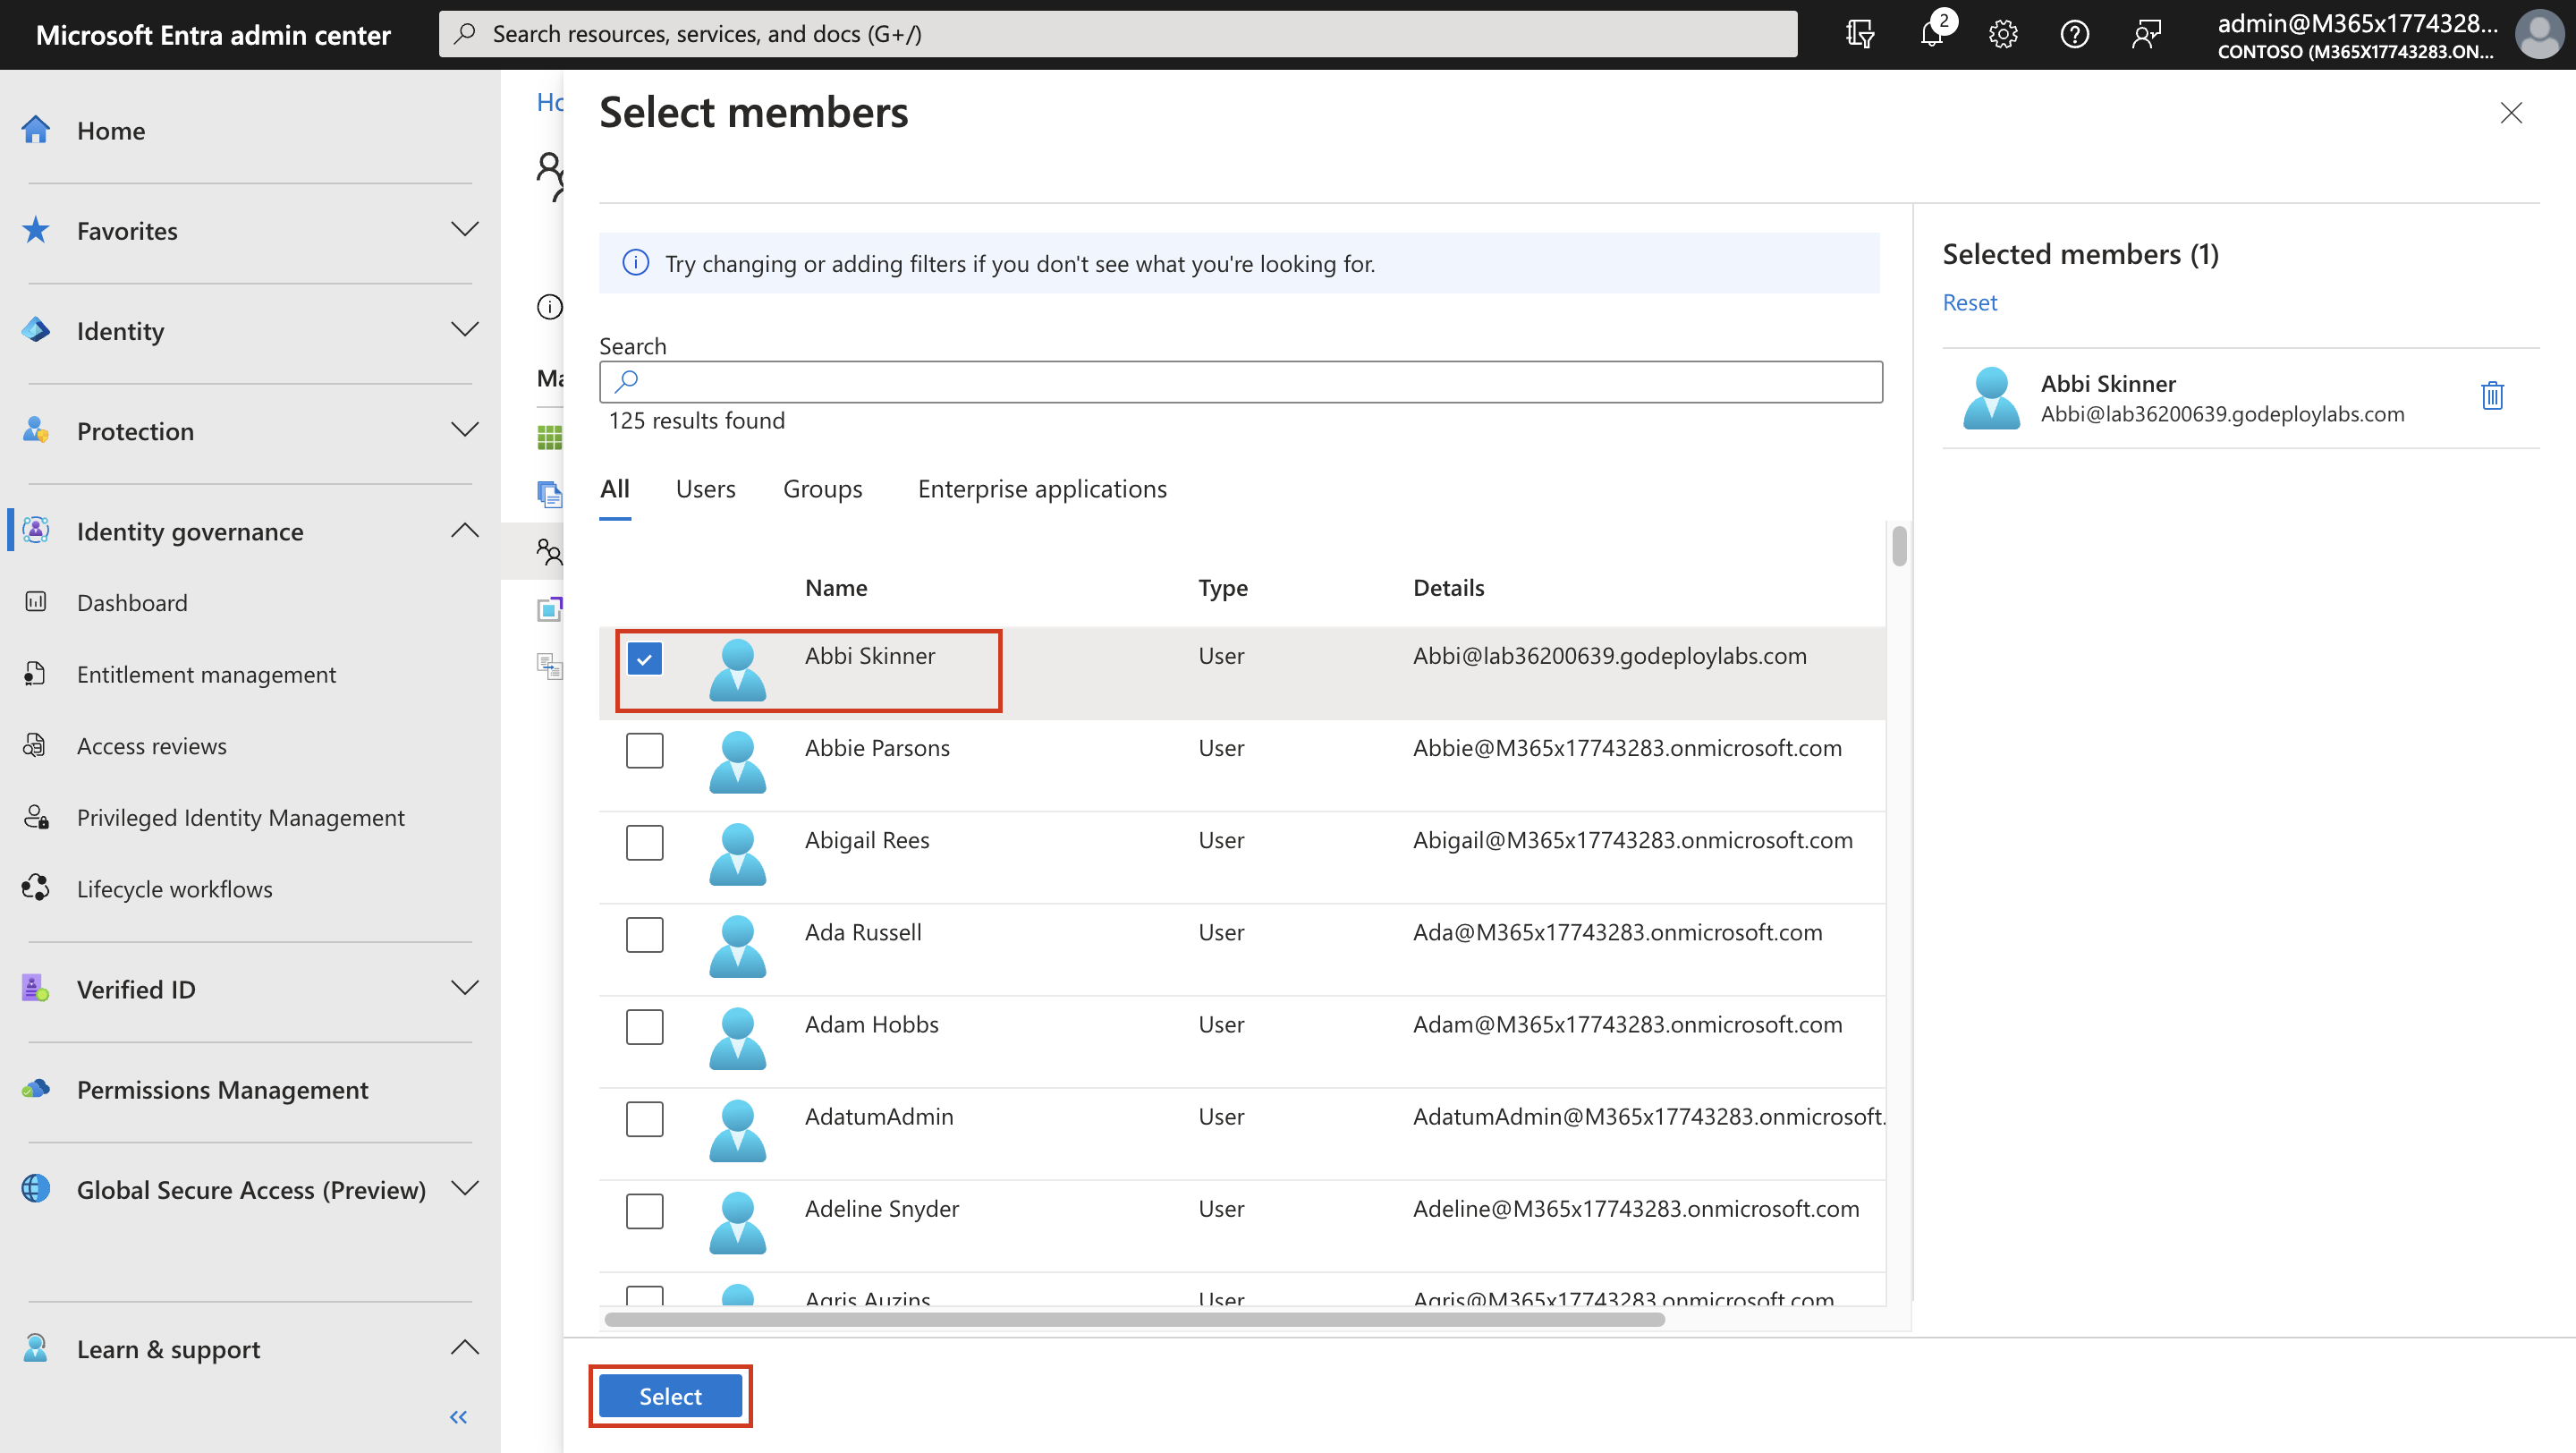 Microsoft Entra admin center
Search resources, services, and docs (G+/)
2
admin@M365x1774328...
CONTOSO (M365X17743283.ON...
Home
Favorites
Identity
Protection
Identity governance
Dashboard
Entitlement management
Access reviews
Privileged Identity Management
Lifecycle workflows
Verified ID
Permissions Management
Global Secure Access (Preview)
Learn & support
Ho
Ma
Select members
Try changing or adding filters if you don't see what you're looking for.
Search
125 results found
All Users Groups Enterprise applications
Name Type Details
Abbi Skinner User Abbi@lab36200639.godeploylabs.com
Abbie Parsons User Abbie@M365x17743283.onmicrosoft.com
Abigail Rees User Abigail@M365x17743283.onmicrosoft.com
Ada Russell User Ada@M365x17743283.onmicrosoft.com
Adam Hobbs User Adam@M365x17743283.onmicrosoft.com
AdatumAdmin User AdatumAdmin@M365x17743283.onmicrosoft.
Adeline Snyder User Adeline@M365x17743283.onmicrosoft.com
Agris Auzins User Agris@M365x17743283.onmicrosoft.com
Select
Selected members (1)
Reset
Abbi Skinner
Abbi@lab36200639.godeploylabs.com